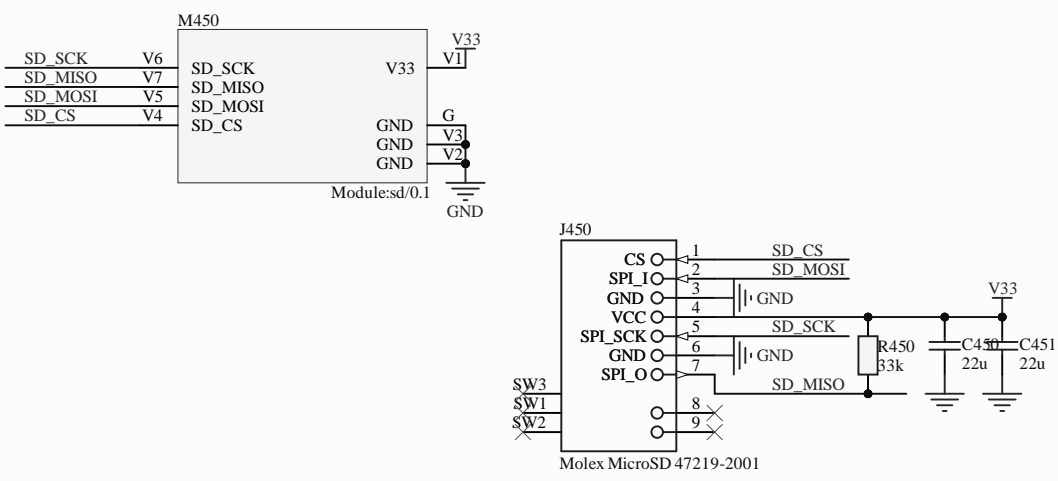 M450
V33
SD_SCK V6 SD_SCK V33 V1
SD_MISO V7 SD_MISO
SD_MOSI V5 SD_MOSI
SD_CS V4 SD_CS GND G
GND V3
GND V2
Module:sd/0.1
GND
J450
CS 1 SD_CS
SPI_I 2 SD_MOSI
GND 3 GND
VCC 4 V33
SPI_SCK 5 SD_SCK
GND 6 GND
SPI_O 7 SD_MISO
R450 C450 C451
33k 22u 22u
SW3
SW1 8
SW2 9
Molex MicroSD 47219-2001